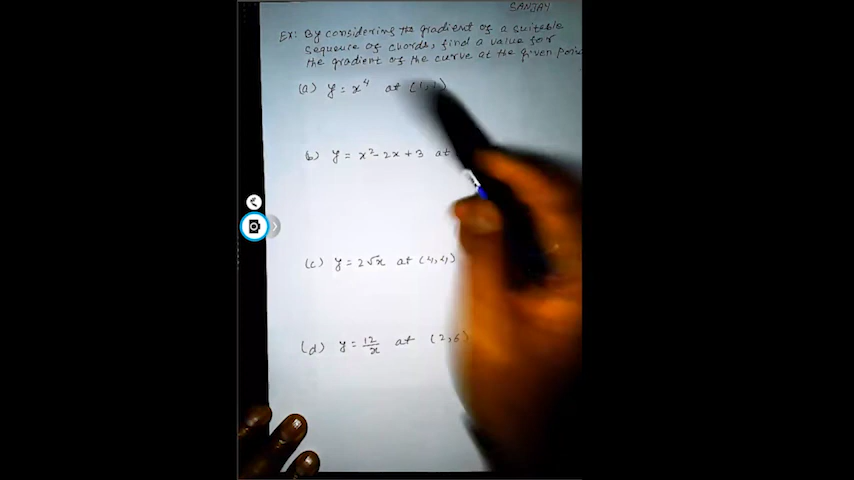 SANJAY
Ex: By considering the gradient of a suitable
sequence of chords, find a value for
the gradient of the curve at the given
(a) y = x⁴ at
(b) y = x² - 2x + 3 at
(c) y = 2√x at (4,4)
(d) y = 12/x at (2,6)